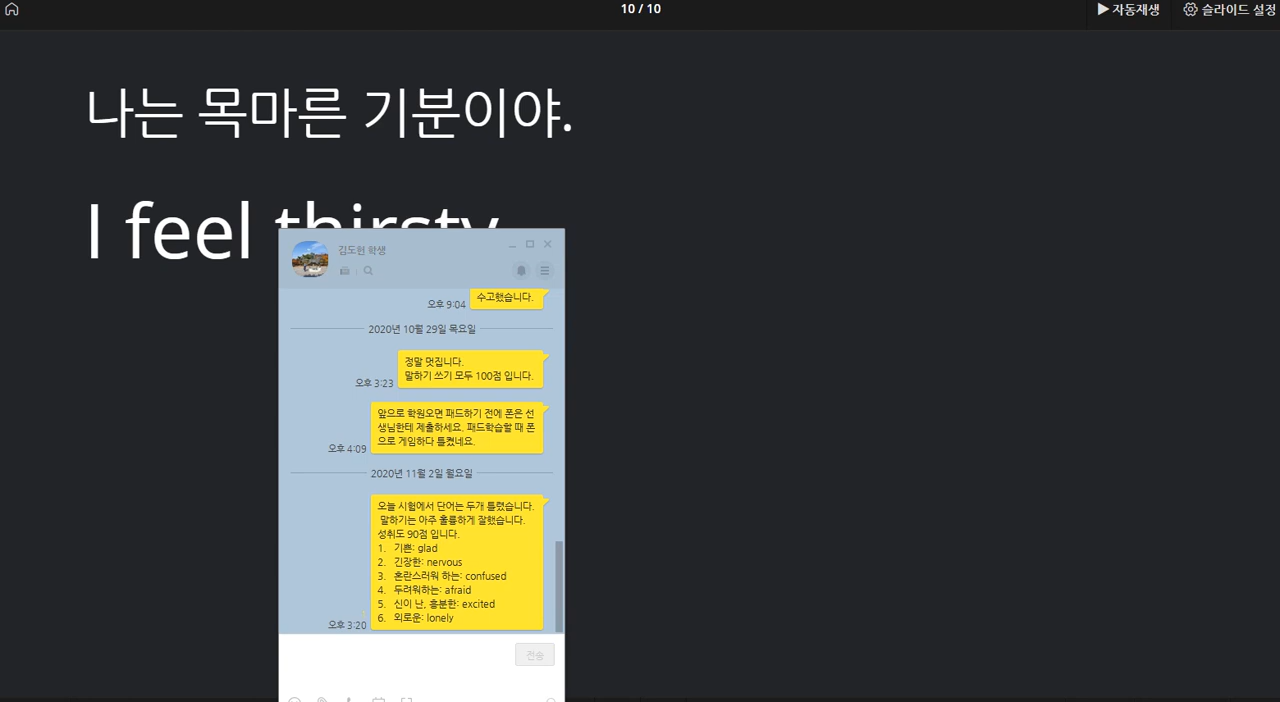 10 / 10
▶ 자동재생
슬라이드 설정
나는 목마른 기분이야.
I feel thirsty
김도현 학생
수고했습니다.
오후 9:04
2020년 10월 29일 목요일
정말 멋집니다.
말하기 쓰기 모두 100점 입니다.
오후 3:23
앞으로 학원오면 패드하기 전에 폰은 선
생님한테 제출하세요. 패드학습할 때 폰
으로 게임하다 들켰네요.
오후 4:09
2020년 11월 2일 월요일
오늘 시험에서 단어는 두개 틀렸습니다.
말하기는 아주 훌륭하게 잘했습니다.
성취도 90점 입니다.
1. 기쁜: glad
2. 긴장한: nervous
3. 혼란스러워 하는: confused
4. 두려워하는: afraid
5. 신이 난, 흥분한: excited
6. 외로운: lonely
오후 3:20
전송